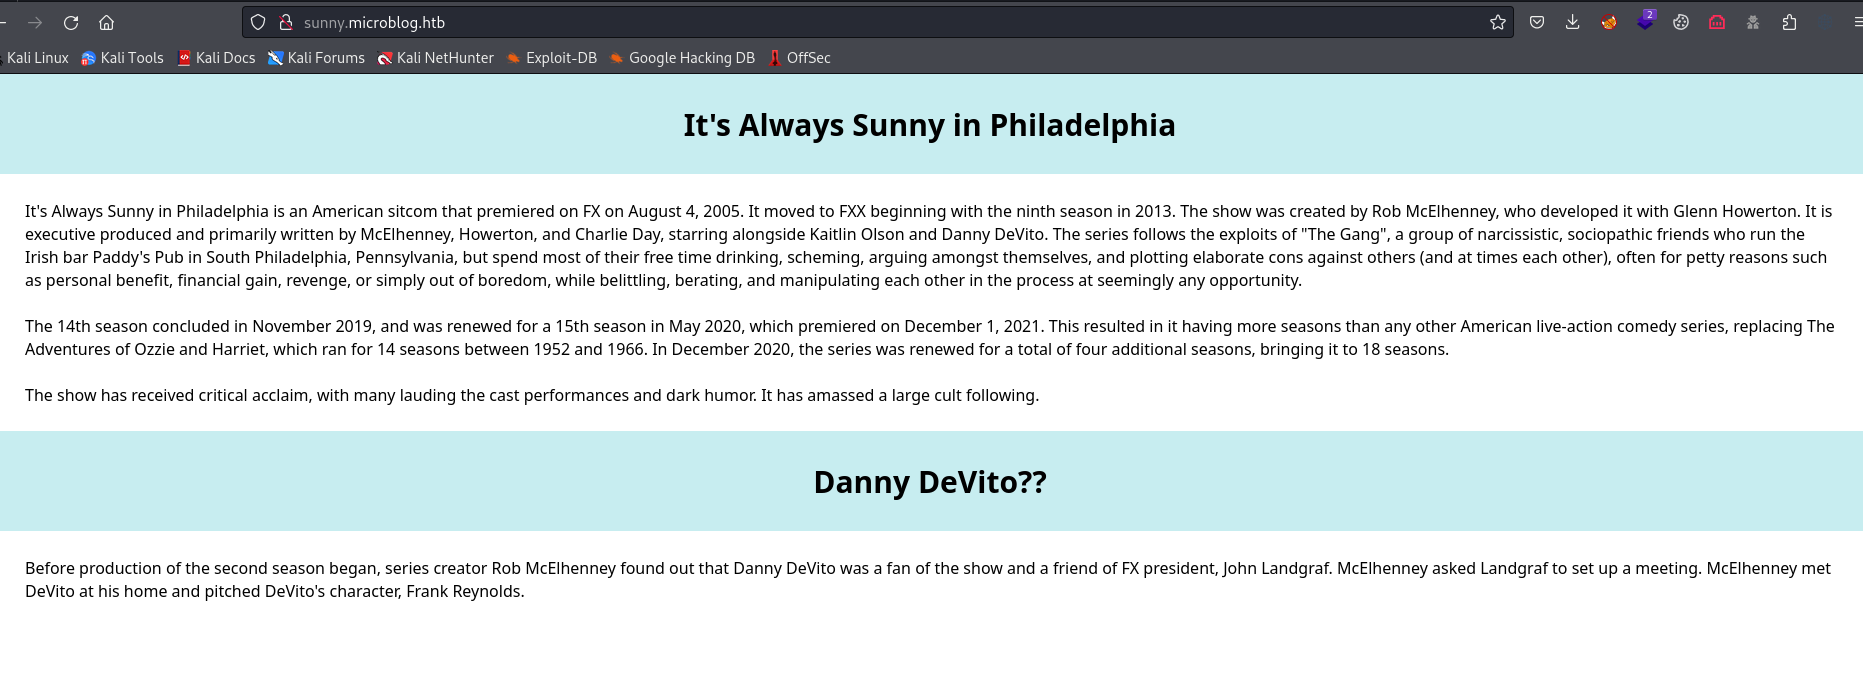 sunny.microblog.htb
2
Kali Linux Kali Tools Kali Docs Kali Forums Kali NetHunter Exploit-DB Google Hacking DB OffSec
It's Always Sunny in Philadelphia
It's Always Sunny in Philadelphia is an American sitcom that premiered on FX on August 4, 2005. It moved to FXX beginning with the ninth season in 2013. The show was created by Rob McElhenney, who developed it with Glenn Howerton. It is
executive produced and primarily written by McElhenney, Howerton, and Charlie Day, starring alongside Kaitlin Olson and Danny DeVito. The series follows the exploits of "The Gang", a group of narcissistic, sociopathic friends who run the
Irish bar Paddy's Pub in South Philadelphia, Pennsylvania, but spend most of their free time drinking, scheming, arguing amongst themselves, and plotting elaborate cons against others (and at times each other), often for petty reasons such
as personal benefit, financial gain, revenge, or simply out of boredom, while belittling, berating, and manipulating each other in the process at seemingly any opportunity.
The 14th season concluded in November 2019, and was renewed for a 15th season in May 2020, which premiered on December 1, 2021. This resulted in it having more seasons than any other American live-action comedy series, replacing The
Adventures of Ozzie and Harriet, which ran for 14 seasons between 1952 and 1966. In December 2020, the series was renewed for a total of four additional seasons, bringing it to 18 seasons.
The show has received critical acclaim, with many lauding the cast performances and dark humor. It has amassed a large cult following.
Danny DeVito??
Before production of the second season began, series creator Rob McElhenney found out that Danny DeVito was a fan of the show and a friend of FX president, John Landgraf. McElhenney asked Landgraf to set up a meeting. McElhenney met
DeVito at his home and pitched DeVito's character, Frank Reynolds.